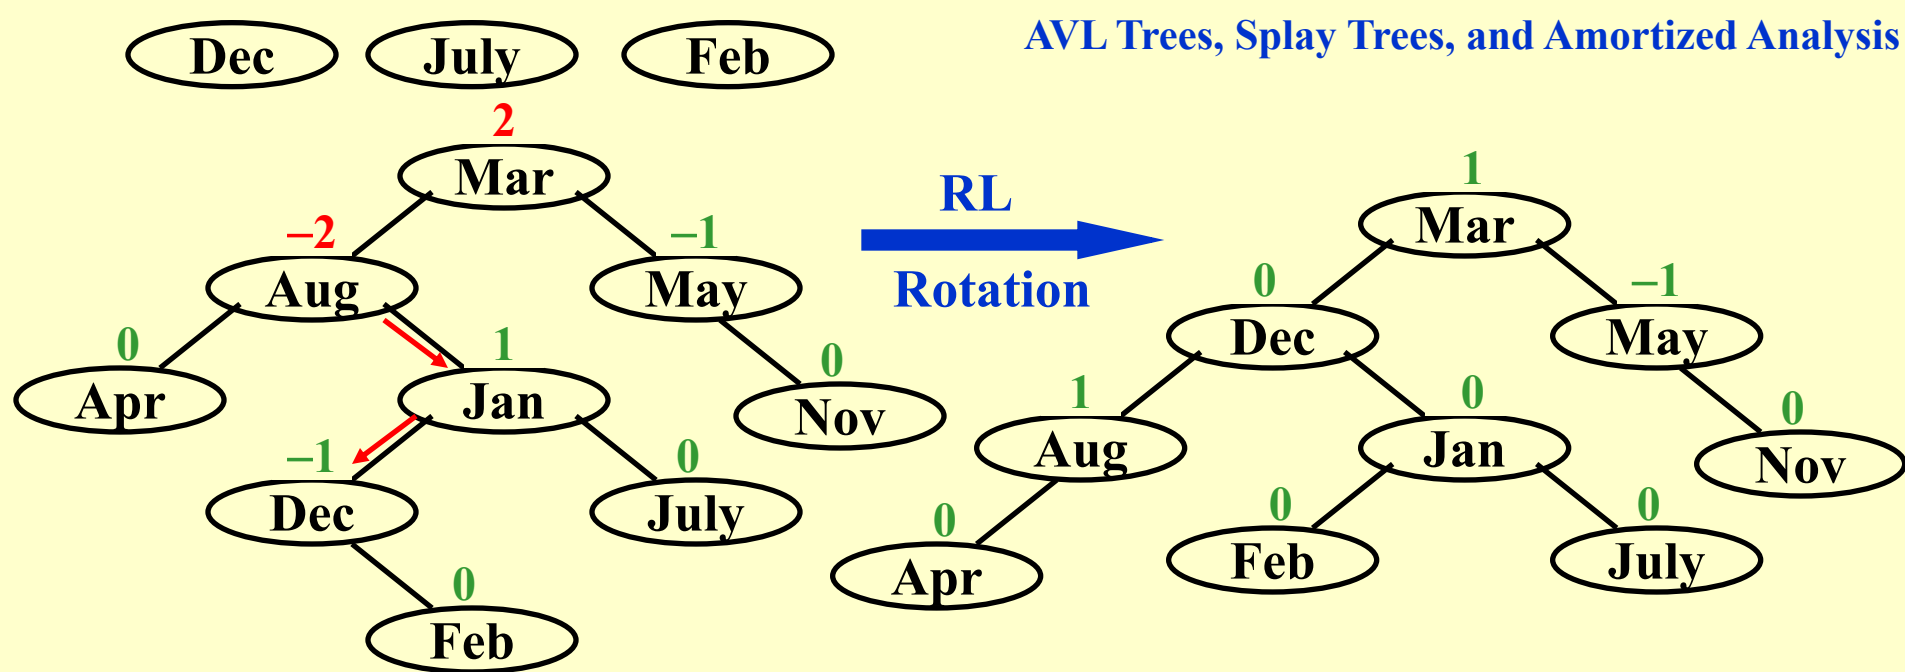 AVL Trees, Splay Trees, and Amortized Analysis
Dec July Feb
2
Mar
−2 −1
Aug May
0 1 0
Apr Jan Nov
−1 0
Dec July
0
Feb
RL
Rotation
1
Mar
0 −1
Dec May
1 0 0
Aug Jan Nov
0 0 0
Apr Feb July